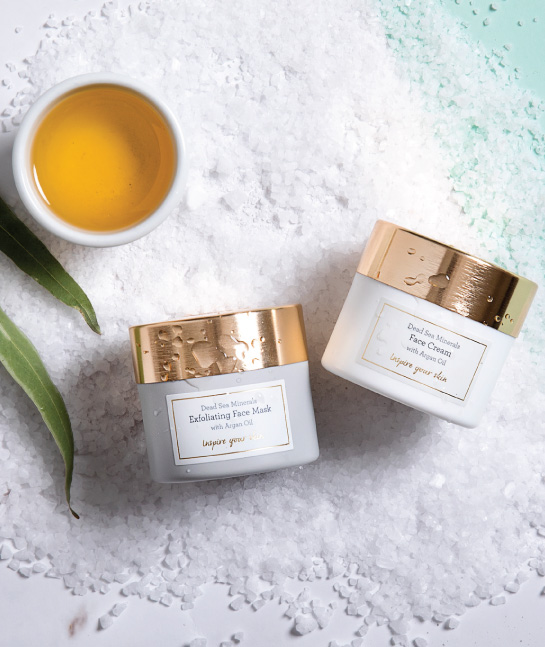 Dead Sea Minerals
Exfoliating Face Mask
with Argan Oil
Inspire your
Dead Sea Minerals
Face Cream
with Argan Oil
Inspire your skin